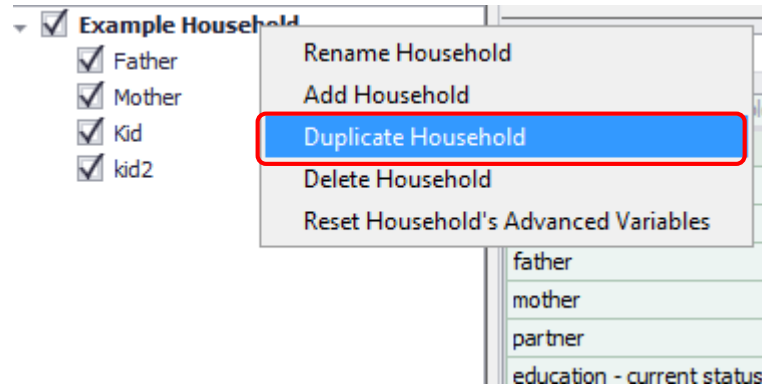 Example Household
Father
Mother
Kid
kid2
Rename Household
Add Household
Duplicate Household
Delete Household
Reset Household's Advanced Variables
father
mother
partner
education - current status